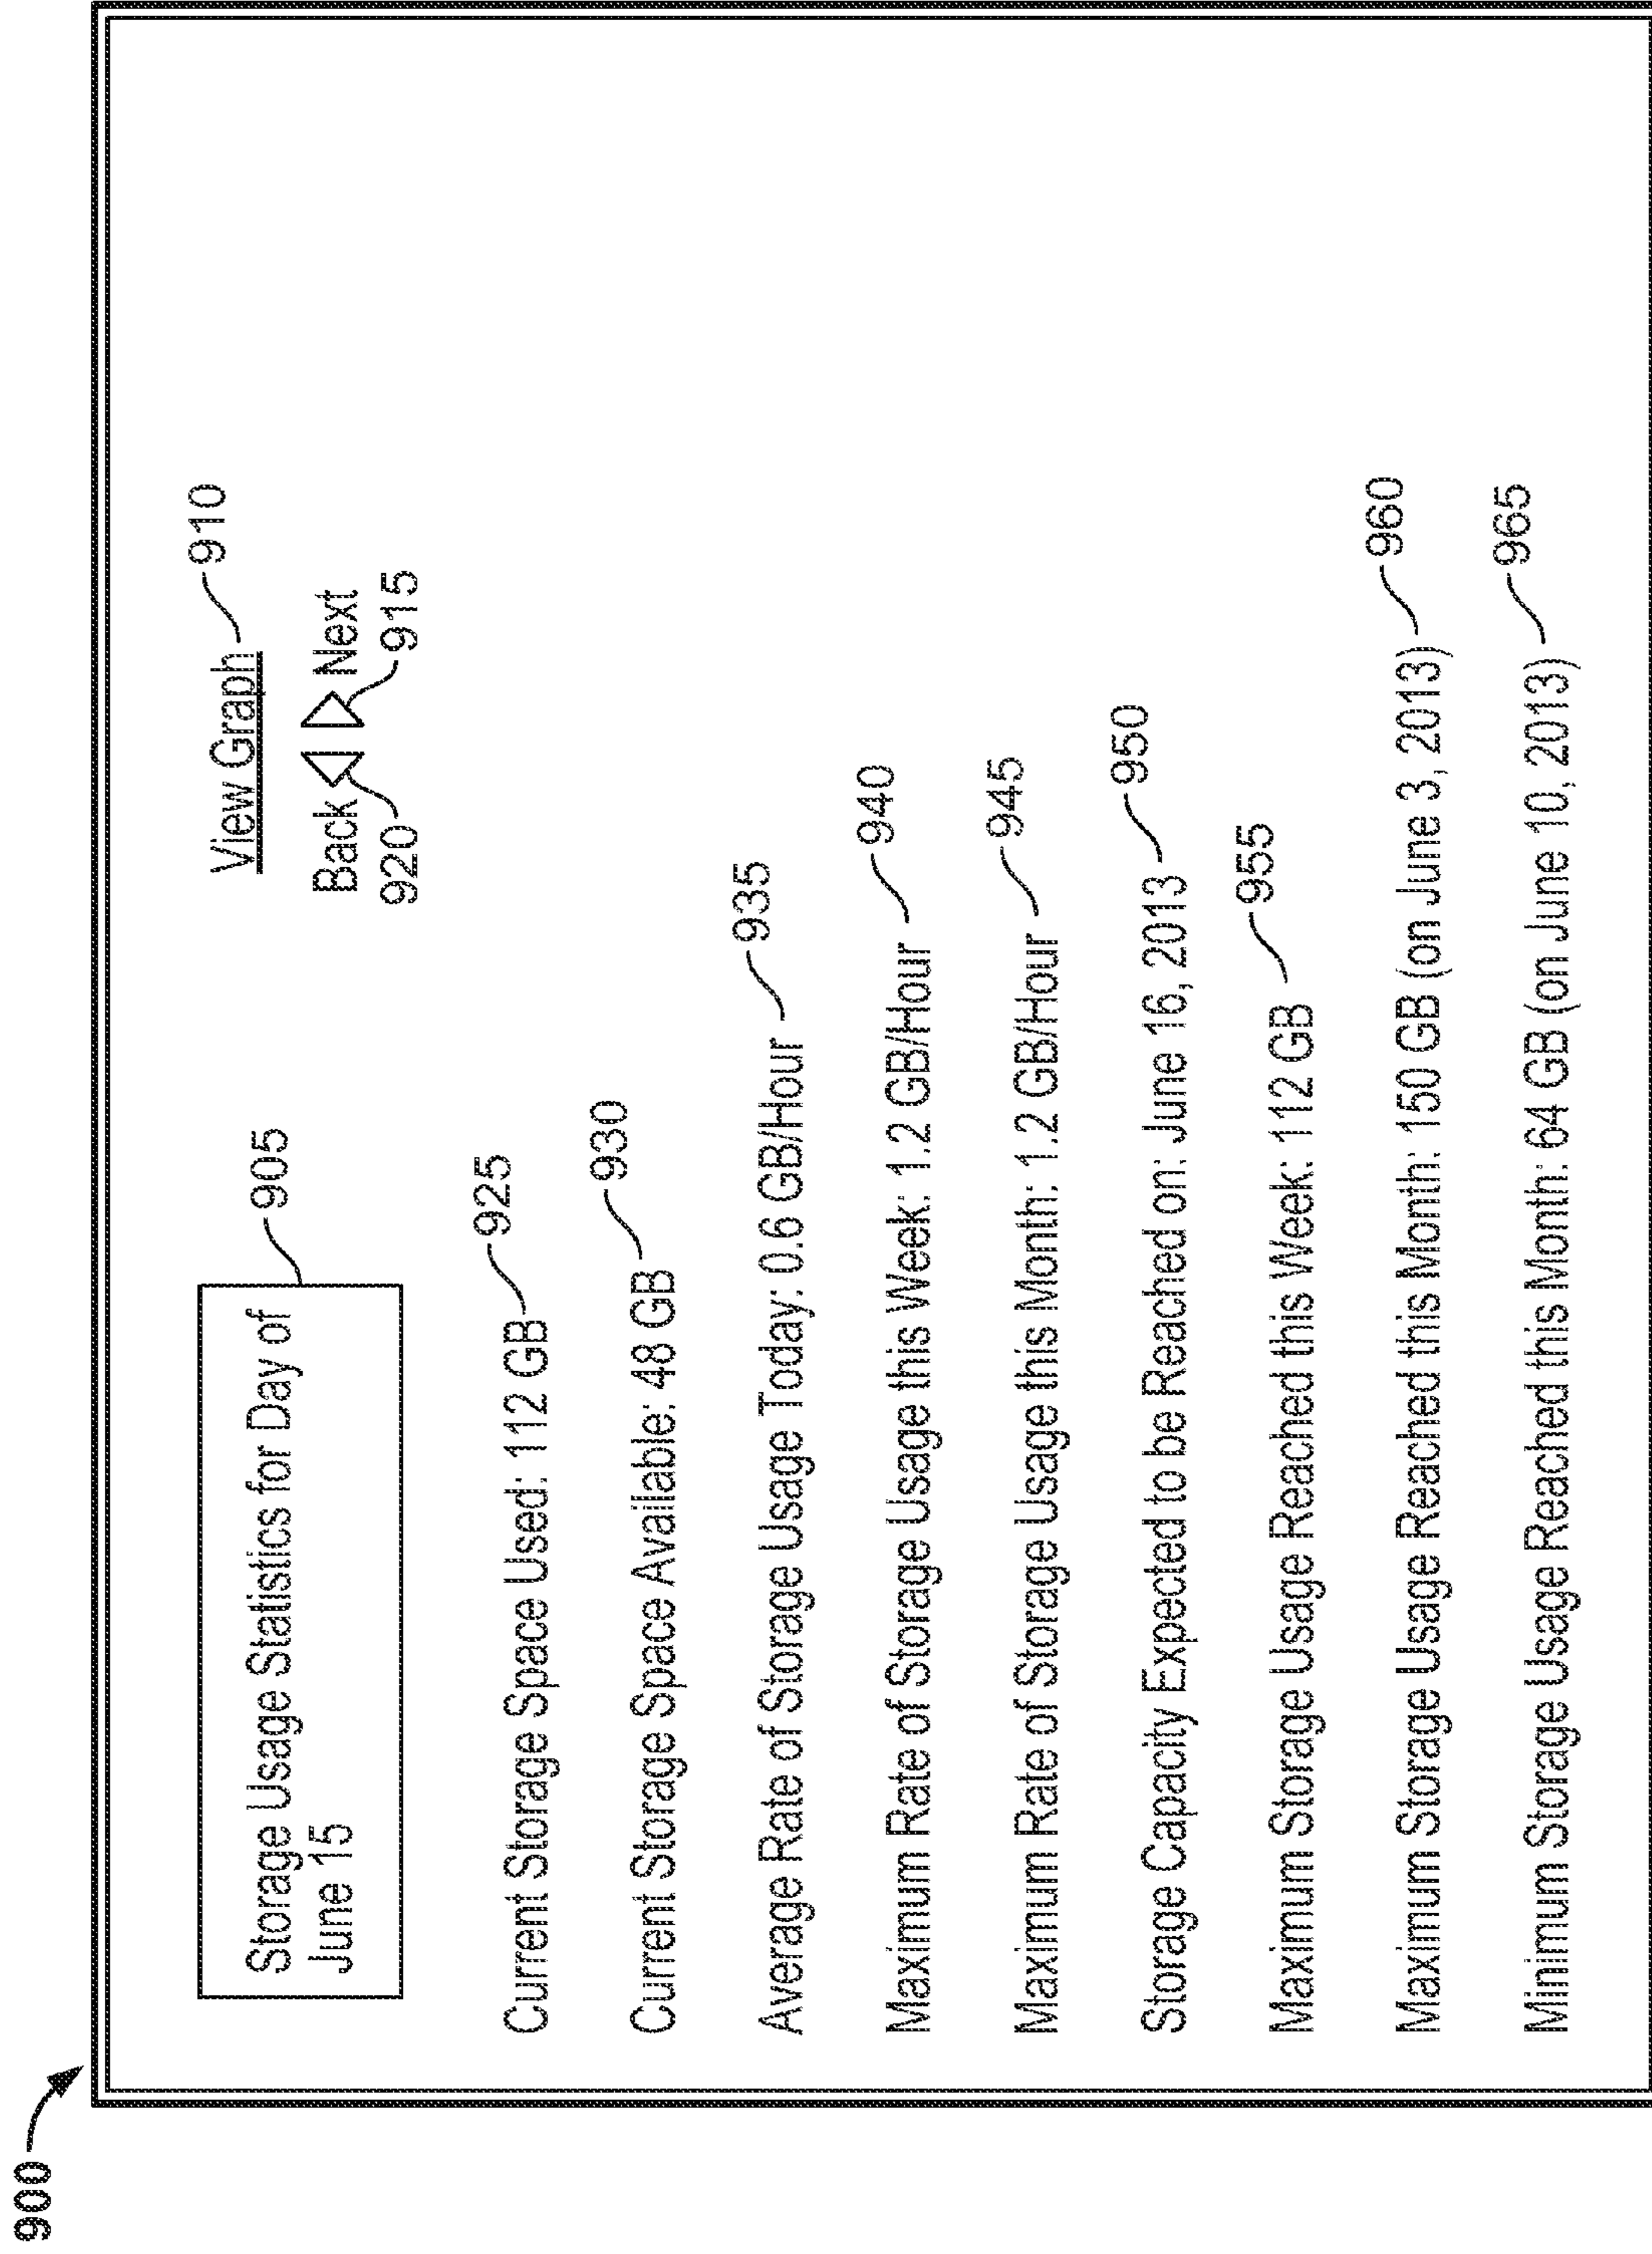 900
Storage Usage Statistics for Day of
June 15
905
View Graph 910
Back Next
920 915
Current Storage Space Used: 112 GB 925
Current Storage Space Available: 48 GB 930
Average Rate of Storage Usage Today: 0.6 GB/Hour 935
Maximum Rate of Storage Usage this Week: 1.2 GB/Hour 940
Maximum Rate of Storage Usage this Month: 1.2 GB/Hour 945
Storage Capacity Expected to be Reached on: June 16, 2013 950
Maximum Storage Usage Reached this Week: 112 GB 955
Maximum Storage Usage Reached this Month: 150 GB (on June 3, 2013) 960
Minimum Storage Usage Reached this Month: 64 GB (on June 10, 2013) 965